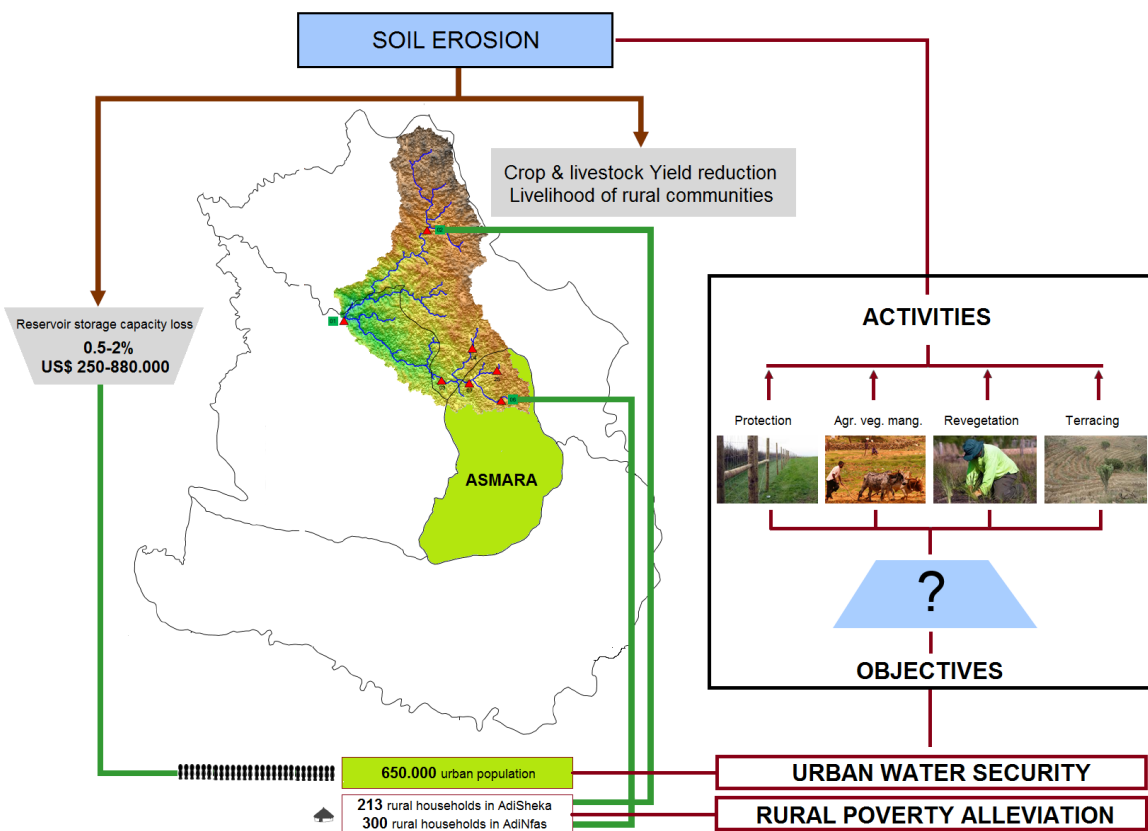 SOIL EROSION
Crop & livestock Yield reduction
Livelihood of rural communities
Reservoir storage capacity loss
0.5-2%
US$ 250-880.000
ASMARA
ACTIVITIES
Protection
Agr. veg. mang.
Revegetation
Terracing
?
OBJECTIVES
650.000 urban population
URBAN WATER SECURITY
213 rural households in AdiSheka
300 rural households in AdiNfas
RURAL POVERTY ALLEVIATION